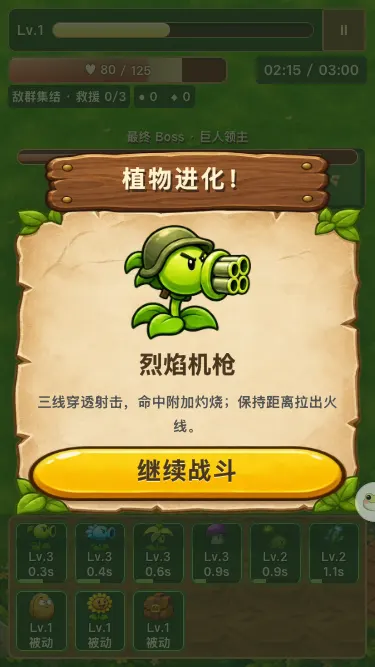 Lv.1
80 / 125
02:15 / 03:00
敌群集结 · 救援 0/3
0
0
最终 Boss · 巨人领主
植物进化！
烈焰机枪
三线穿透射击，命中附加灼烧；保持距离拉出火
线。
继续战斗
Lv.3 Lv.3 Lv.3 Lv.3 Lv.2 Lv.2
0.3s 0.4s 0.6s 0.9s 0.9s 1.1s
Lv.1 Lv.1 Lv.1
被动 被动 被动